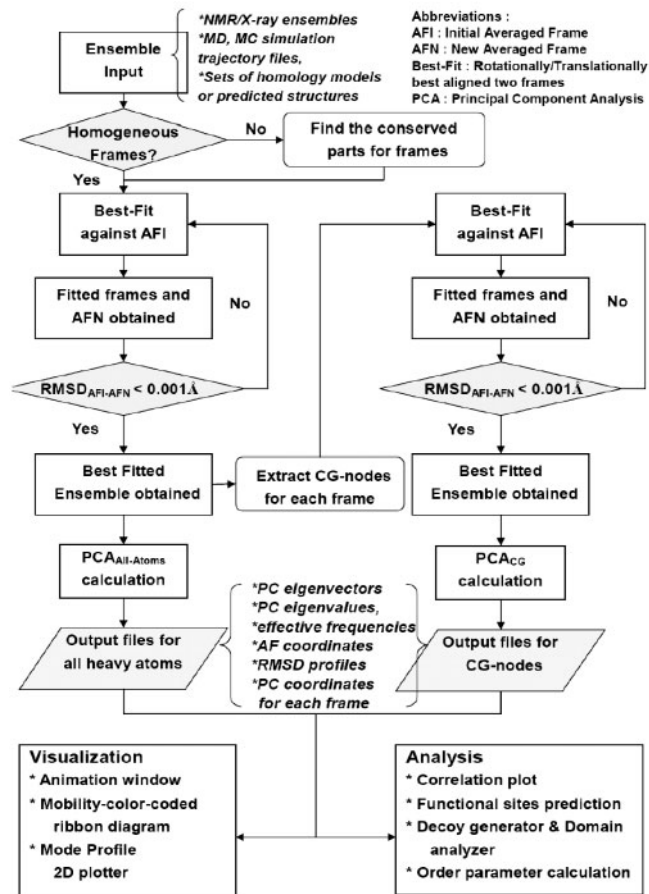 Ensemble
Input
*NMR/X-ray ensembles
*MD, MC simulation
trajectory files,
*Sets of homology models
or predicted structures
Abbreviations :
AFI : Initial Averaged Frame
AFN : New Averaged Frame
Best-Fit : Rotationally/Translationally
best aligned two frames
PCA : Principal Component Analysis
Homogeneous
Frames?
No
Find the conserved
parts for frames
Yes
Best-Fit
against AFI
Fitted frames and
AFN obtained
No
RMSDAFI-AFN < 0.001Å
Yes
Best Fitted
Ensemble obtained
Extract CG-nodes
for each frame
PCAAll-Atoms
calculation
Output files for
all heavy atoms
Best-Fit
against AFI
Fitted frames and
AFN obtained
No
RMSDAFI-AFN < 0.001Å
Yes
Best Fitted
Ensemble obtained
PCACG
calculation
Output files for
CG-nodes
*PC eigenvectors
*PC eigenvalues,
*effective frequencies
*AF coordinates
*RMSD profiles
*PC coordinates
for each frame
Visualization
* Animation window
* Mobility-color-coded
ribbon diagram
* Mode Profile
2D plotter
Analysis
* Correlation plot
* Functional sites prediction
* Decoy generator & Domain
analyzer
* Order parameter calculation